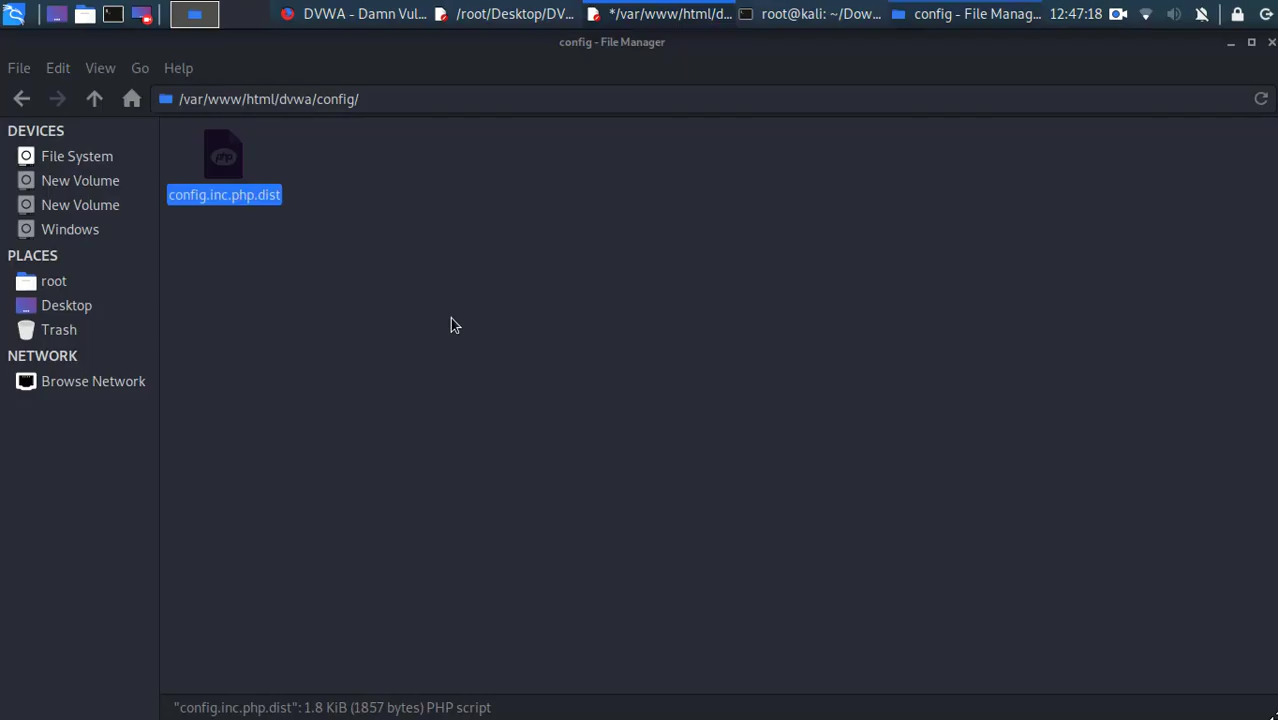 DVWA - Damn Vul...
/root/Desktop/DV...
*/var/www/html/d...
root@kali: ~/Dow...
config - File Manag...
12:47:18
config - File Manager
File Edit View Go Help
/var/www/html/dvwa/config/
DEVICES
File System
New Volume
New Volume
Windows
PLACES
root
Desktop
Trash
NETWORK
Browse Network
php
config.inc.php.dist
"config.inc.php.dist": 1.8 KiB (1857 bytes) PHP script